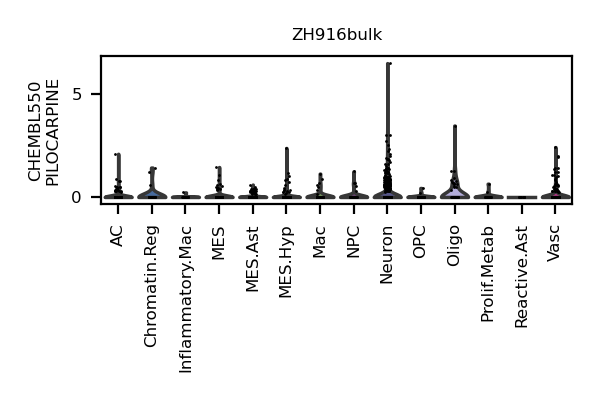 ZH916bulk
CHEMBL550
PILOCARPINE
5
0
AC
Chromatin.Reg
Inflammatory.Mac
MES
MES.Ast
MES.Hyp
Mac
NPC
Neuron
OPC
Oligo
Prolif.Metab
Reactive.Ast
Vasc